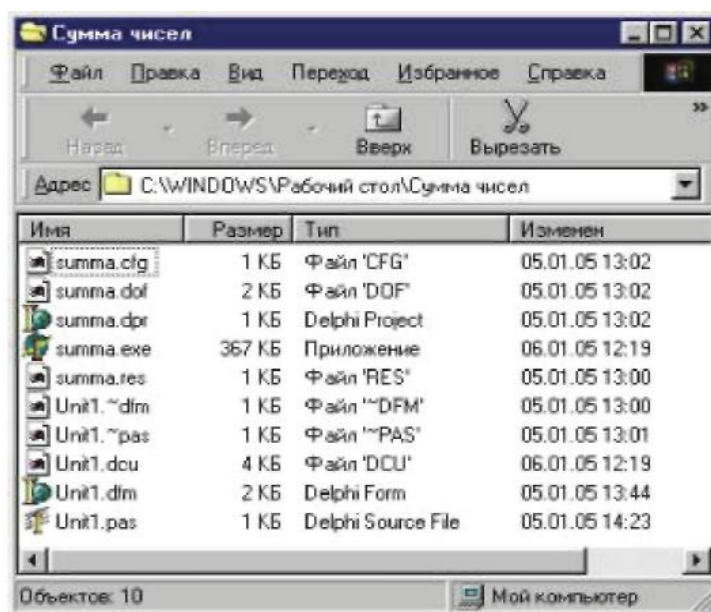 Сумма чисел
Файл Правка Вид Переход Избранное Справка
Назад Вперед Вверх Вырезать »
Адрес C:\WINDOWS\Рабочий стол\Сумма чисел
Имя Размер Тип Изменен
summa.cfg 1 КБ Файл 'CFG' 05.01.05 13:02
summa.dof 2 КБ Файл 'DOF' 05.01.05 13:02
summa.dpr 1 КБ Delphi Project 05.01.05 13:02
summa.exe 367 КБ Приложение 06.01.05 12:19
summa.res 1 КБ Файл 'RES' 05.01.05 13:00
Unit1.~dfm 1 КБ Файл '~DFM' 05.01.05 13:00
Unit1.~pas 1 КБ Файл '~PAS' 05.01.05 13:01
Unit1.dcu 4 КБ Файл 'DCU' 06.01.05 12:19
Unit1.dfm 2 КБ Delphi Form 05.01.05 13:44
Unit1.pas 1 КБ Delphi Source File 05.01.05 14:23
Объектов: 10 Мой компьютер